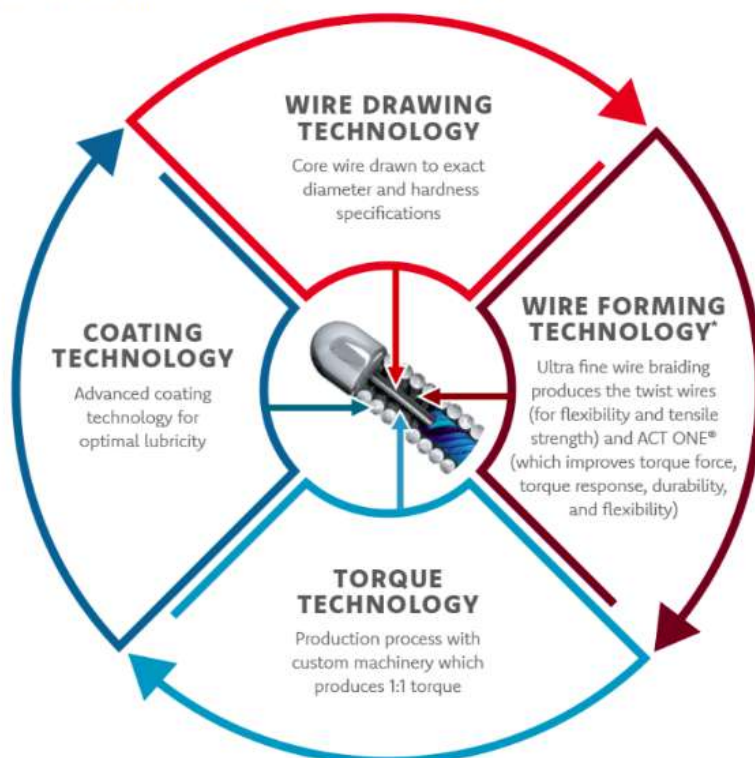 WIRE DRAWING
TECHNOLOGY
Core wire drawn to exact
diameter and hardness
specifications
WIRE FORMING
TECHNOLOGY*
Ultra fine wire braiding
produces the twist wires
(for flexibility and tensile
strength) and ACT ONE®
(which improves torque force,
torque response, durability,
and flexibility)
TORQUE
TECHNOLOGY
Production process with
custom machinery which
produces 1:1 torque
COATING
TECHNOLOGY
Advanced coating
technology for
optimal lubricity